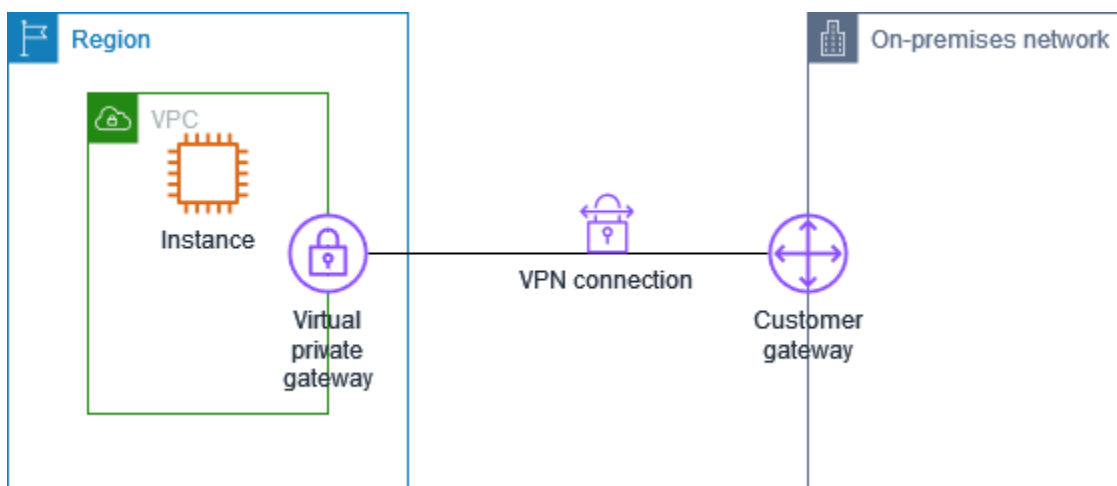 Region
On-premises network
VPC
Instance
VPN connection
Virtual
private
gateway
Customer
gateway